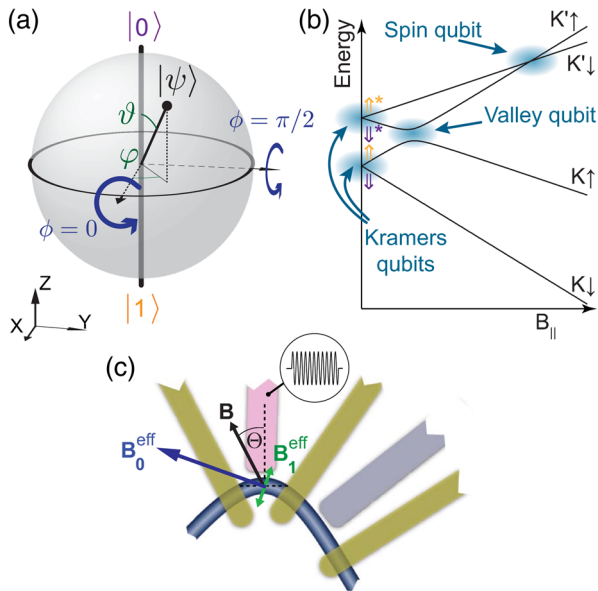 (a)
|0⟩
|ψ⟩
ϑ
φ
ϕ = π/2
ϕ = 0
|1⟩
Z
X
Y
(b)
Energy
Spin qubit
K'↑
K'↓
⇑*
⇓*
Valley qubit
⇑
⇓
K↑
Kramers
qubits
K↓
B||
(c)
B
Θ
B₁eff
B₀eff